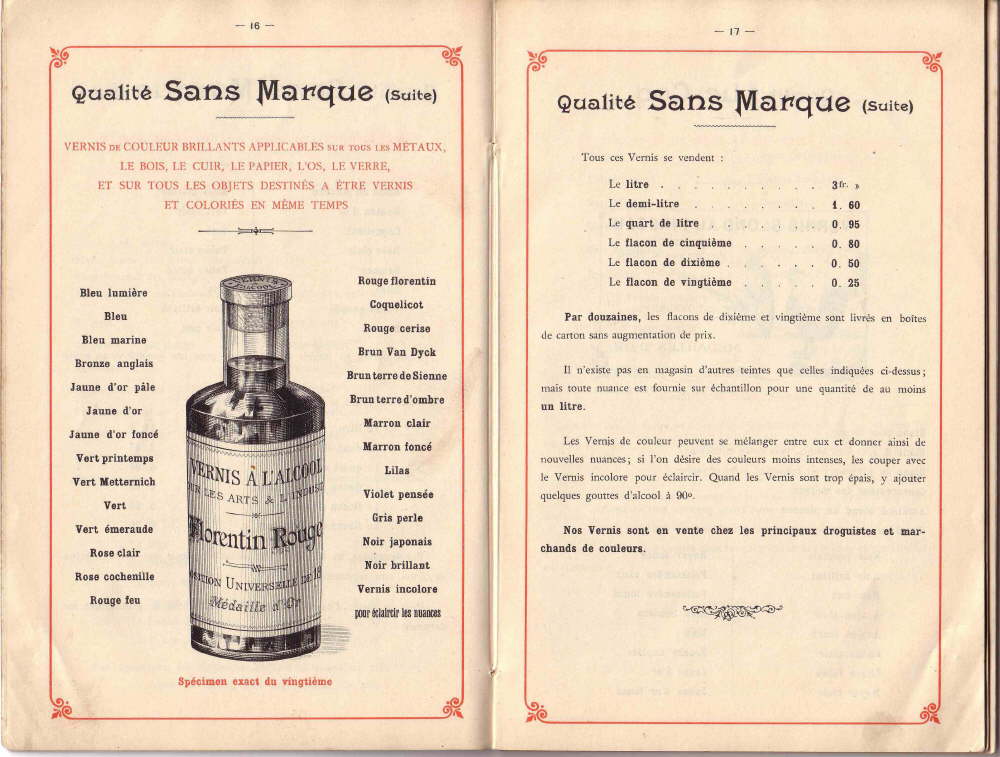 — 16 —
Qualité Sans Marque (Suite)
VERNIS DE COULEUR BRILLANTS APPLICABLES SUR TOUS LES MÉTAUX,
LE BOIS, LE CUIR, LE PAPIER, L'OS, LE VERRE,
ET SUR TOUS LES OBJETS DESTINÉS A ÊTRE VERNIS
ET COLORIÉS EN MÊME TEMPS
Bleu lumière
Bleu
Bleu marine
Bronze anglais
Jaune d'or pâle
Jaune d'or
Jaune d'or foncé
Vert printemps
Vert Metternich
Vert
Vert émeraude
Rose clair
Rose cochenille
Rouge feu
VERNIS À L'ALCOOL
LES ARTS & L'INDUST
Florentin Rouge
OSITION UNIVERSELLE DE 18
Médaille d'Or
Rouge florentin
Coquelicot
Rouge cerise
Brun Van Dyck
Brun terre de Sienne
Brun terre d'ombre
Marron clair
Marron foncé
Lilas
Violet pensée
Gris perle
Noir japonais
Noir brillant
Vernis incolore
pour éclaircir les nuances
Spécimen exact du vingtième
— 17 —
Qualité Sans Marque (Suite)
Tous ces Vernis se vendent :
Le litre . . . . . . . . . 3 fr. »
Le demi-litre . . . . . . . . 1. 60
Le quart de litre . . . . . . . 0. 95
Le flacon de cinquième . . . . . 0. 80
Le flacon de dixième . . . . . . 0. 50
Le flacon de vingtième . . . . . 0. 25
Par douzaines, les flacons de dixième et vingtième sont livrés en boîtes
de carton sans augmentation de prix.
Il n'existe pas en magasin d'autres teintes que celles indiquées ci-dessus ;
mais toute nuance est fournie sur échantillon pour une quantité de au moins
un litre.
Les Vernis de couleur peuvent se mélanger entre eux et donner ainsi de
nouvelles nuances ; si l'on désire des couleurs moins intenses, les couper avec
le Vernis incolore pour éclaircir. Quand les Vernis sont trop épais, y ajouter
quelques gouttes d'alcool à 90º.
Nos Vernis sont en vente chez les principaux droguistes et mar-
chands de couleurs.